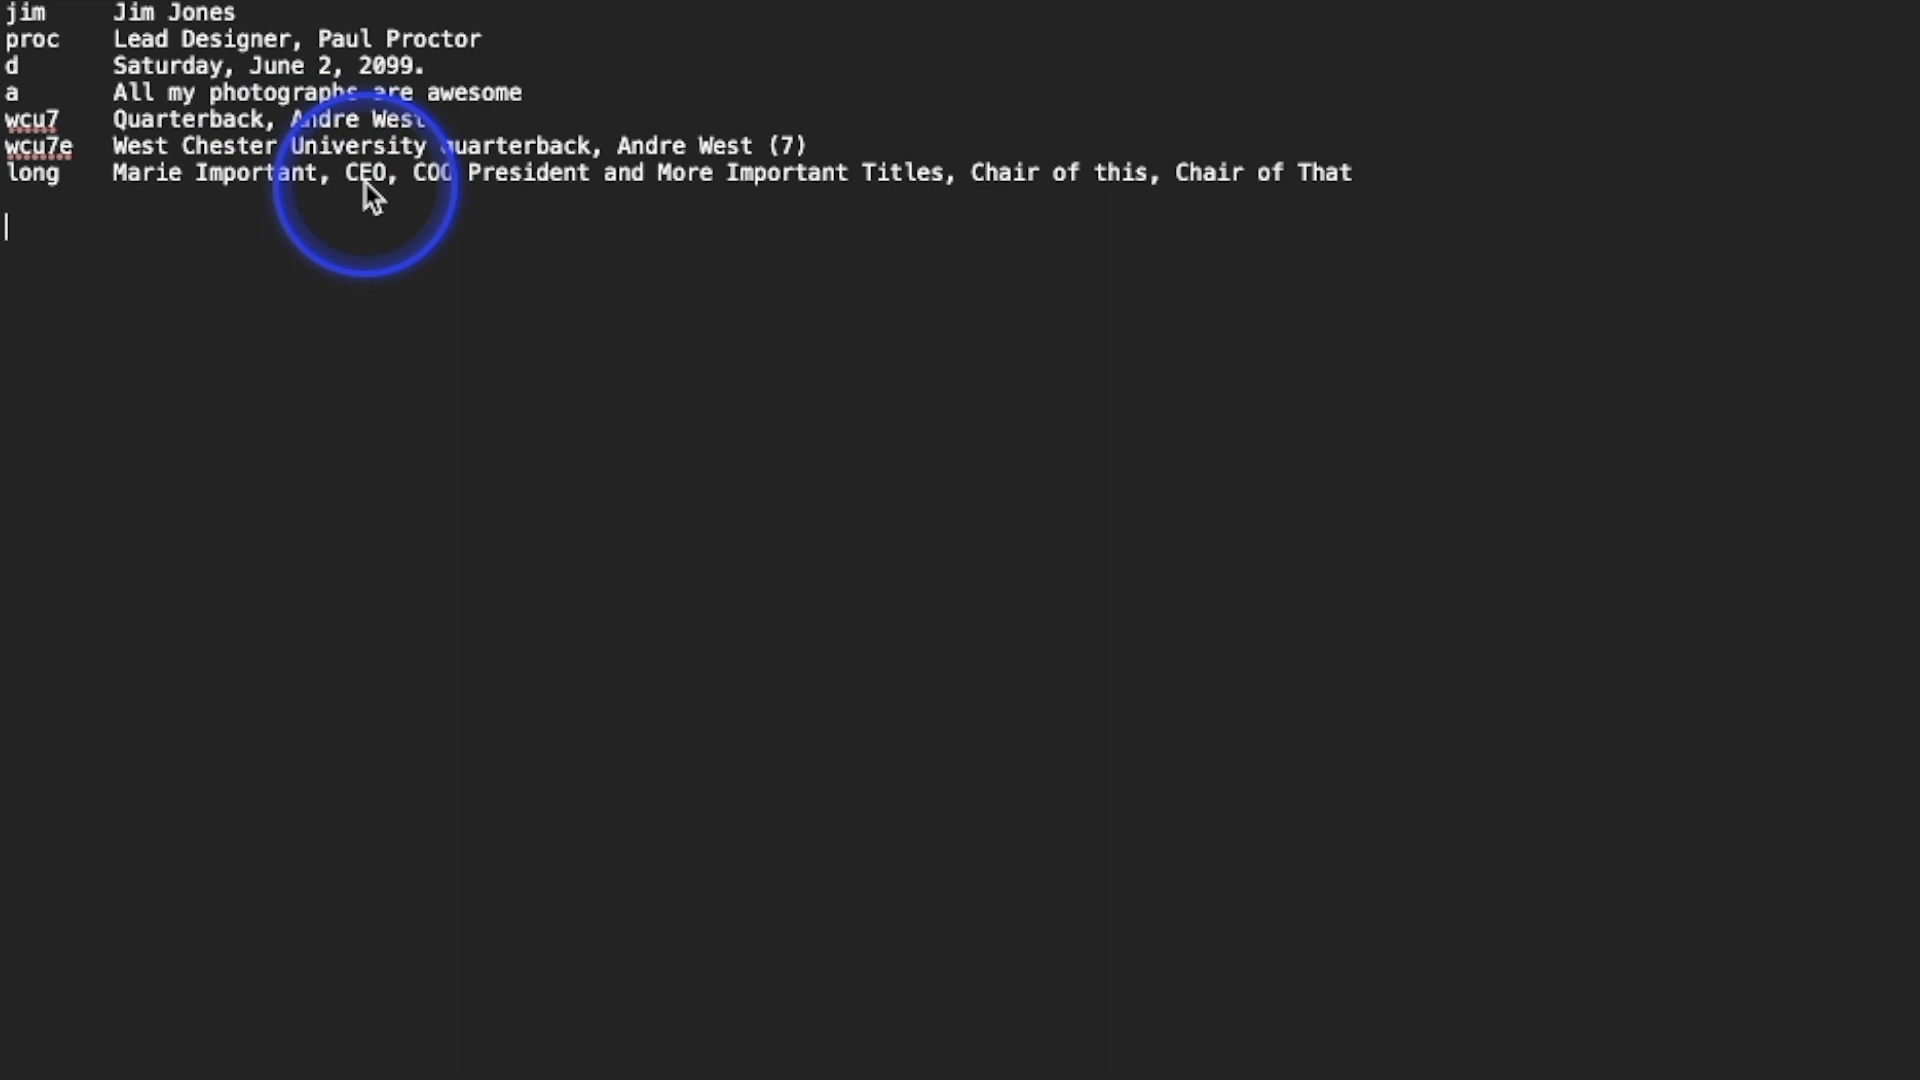 jim Jim Jones
proc Lead Designer, Paul Proctor
d Saturday, June 2, 2099.
a All my photographs are awesome
wcu7 Quarterback, Andre West
wcu7e West Chester University quarterback, Andre West (7)
long Marie Important, CEO, COO President and More Important Titles, Chair of this, Chair of That